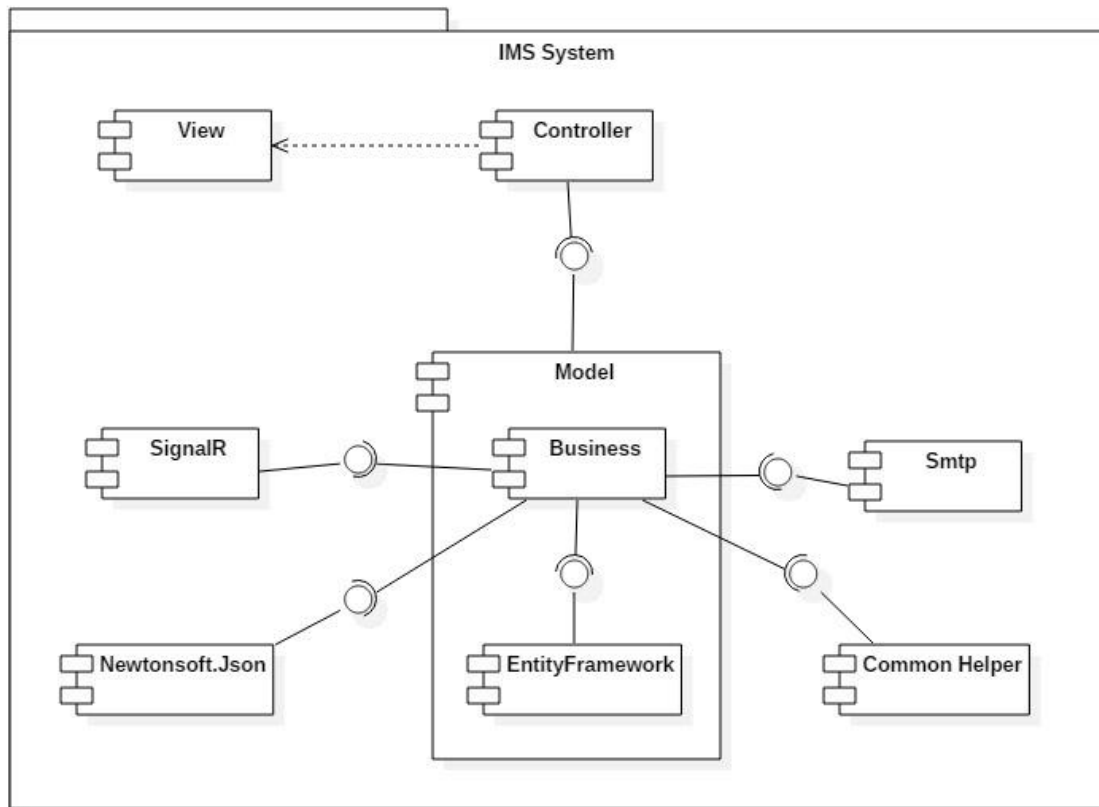 IMS System
View
Controller
Model
SignalR
Business
Smtp
Newtonsoft.Json
EntityFramework
Common Helper